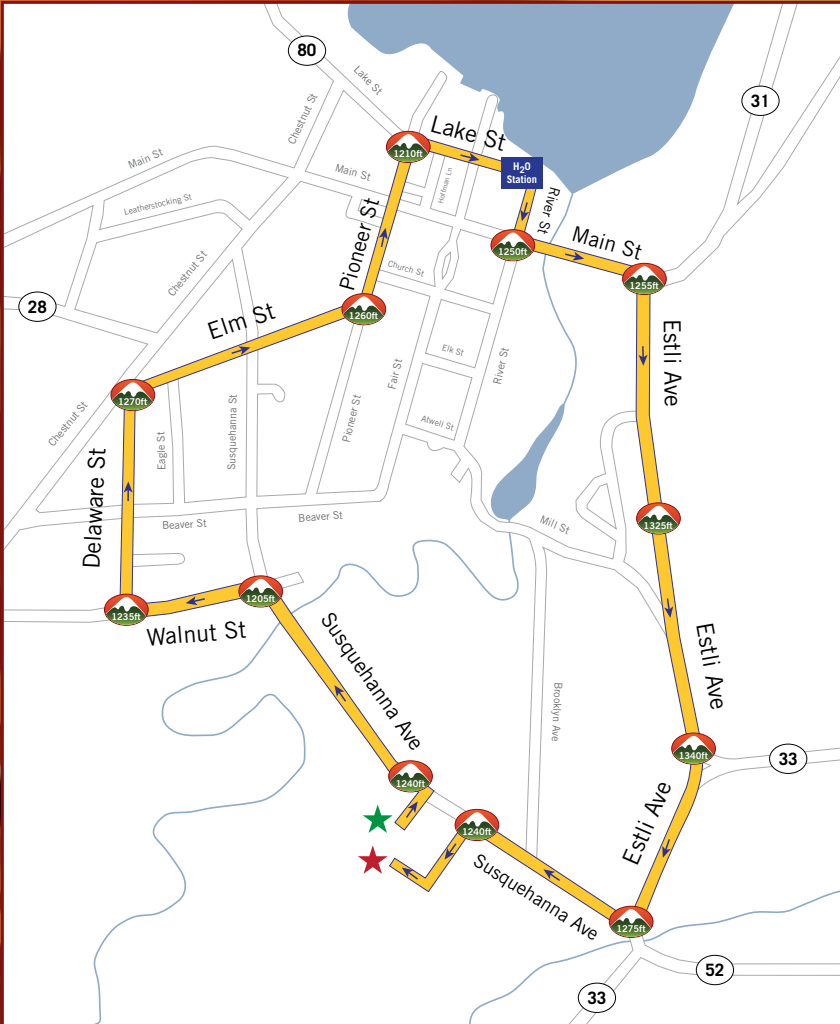 80
31
Lake St
Chestnut St
Lake St
1210ft
H2O
Station
Main St
Main St
Hofman Ln
River St
Leatherstocking St
Pioneer St
1250ft
Main St
Chestnut St
Church St
1255ft
28
1260ft
Elm St
Estli Ave
Elk St
River St
Fair St
1270ft
Chestnut St
Eagle St
Susquehanna St
Pioneer St
Atwell St
Delaware St
Beaver St
Beaver St
Mill St
1325ft
1205ft
1235ft
Walnut St
Susquehanna Ave
Estli Ave
Brooklyn Ave
1340ft
33
1240ft
1240ft
Estli Ave
Susquehanna Ave
1275ft
52
33